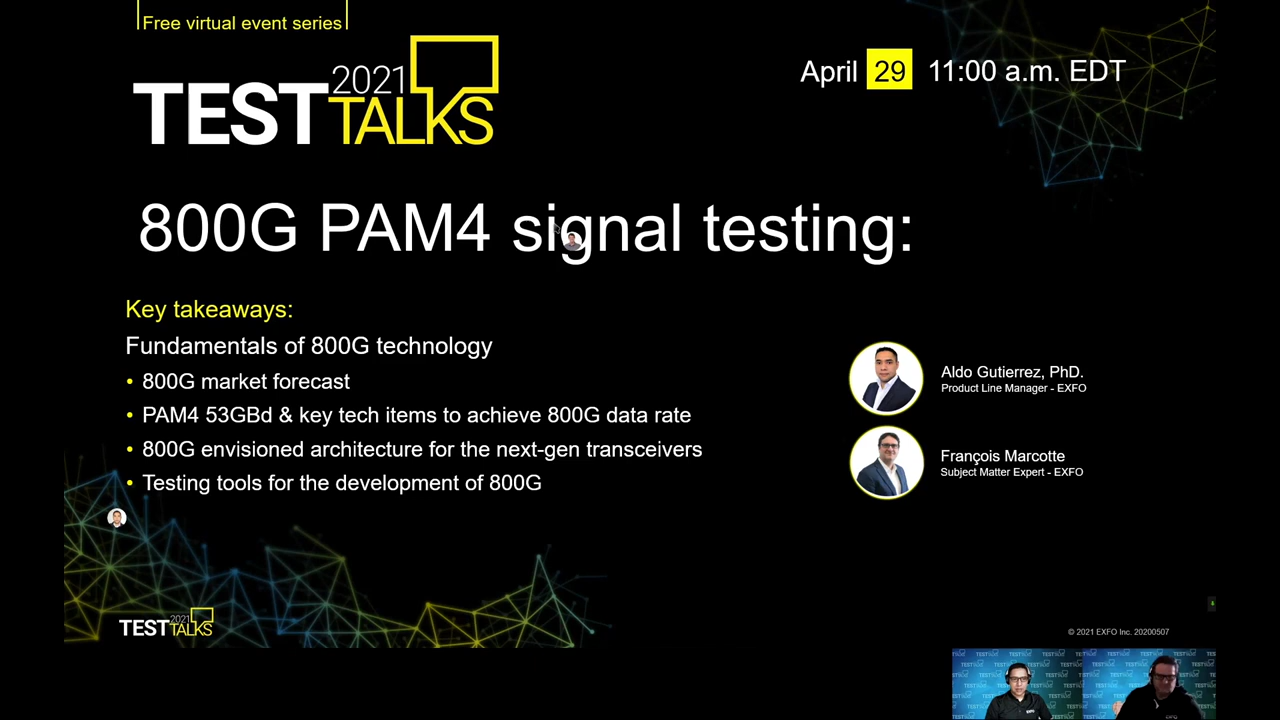 Free virtual event series
2021
TEST TALKS
April 29 11:00 a.m. EDT
800G PAM4 signal testing:
Key takeaways:
Fundamentals of 800G technology
• 800G market forecast
• PAM4 53GBd & key tech items to achieve 800G data rate
• 800G envisioned architecture for the next-gen transceivers
• Testing tools for the development of 800G
Aldo Gutierrez, PhD.
Product Line Manager - EXFO
François Marcotte
Subject Matter Expert - EXFO
2021
TEST TALKS
© 2021 EXFO Inc. 20200507